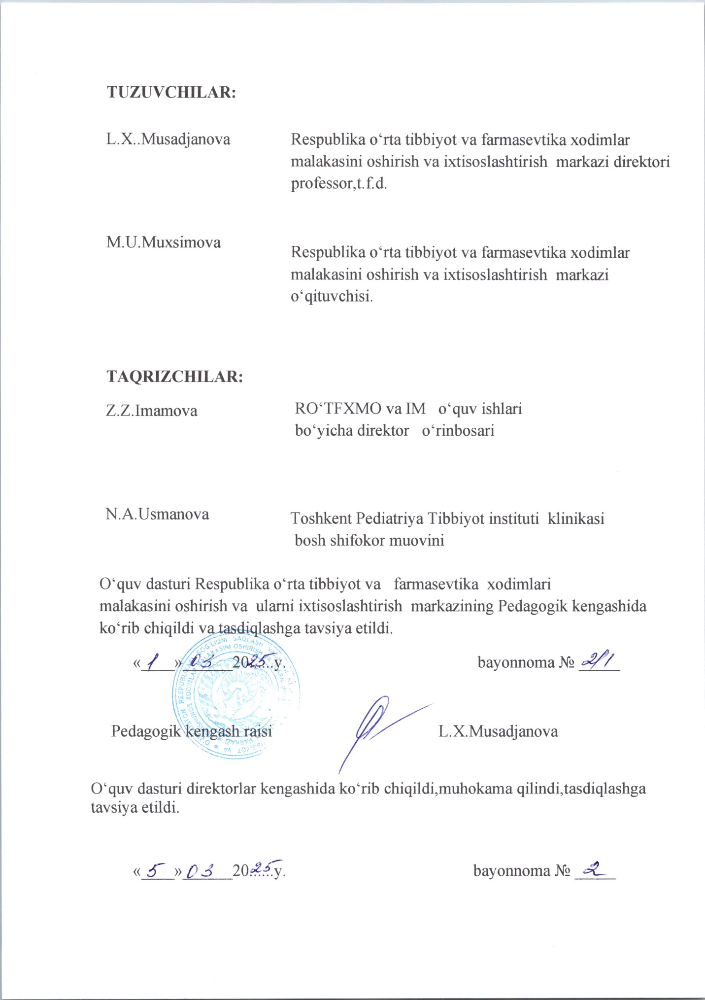 TUZUVCHILAR:
L.X..Musadjanova
Respublika o‘rta tibbiyot va farmasevtika xodimlar
malakasini oshirish va ixtisoslashtirish markazi direktori
professor,t.f.d.
M.U.Muxsimova
Respublika o‘rta tibbiyot va farmasevtika xodimlar
malakasini oshirish va ixtisoslashtirish markazi
o‘qituvchisi.
TAQRIZCHILAR:
Z.Z.Imamova
RO‘TFXMO va IM o‘quv ishlari
bo‘yicha direktor o‘rinbosari
N.A.Usmanova
Toshkent Pediatriya Tibbiyot instituti klinikasi
bosh shifokor muovini
O‘quv dasturi Respublika o‘rta tibbiyot va farmasevtika xodimlari
malakasini oshirish va ularni ixtisoslashtirish markazining Pedagogik kengashida
ko‘rib chiqildi va tasdiqlashga tavsiya etildi.
«1» 03 2025 y. bayonnoma № 2/1
Pedagogik kengash raisi L.X.Musadjanova
O‘quv dasturi direktorlar kengashida ko‘rib chiqildi,muhokama qilindi,tasdiqlashga
tavsiya etildi.
«5» 03 2025 y. bayonnoma № 2